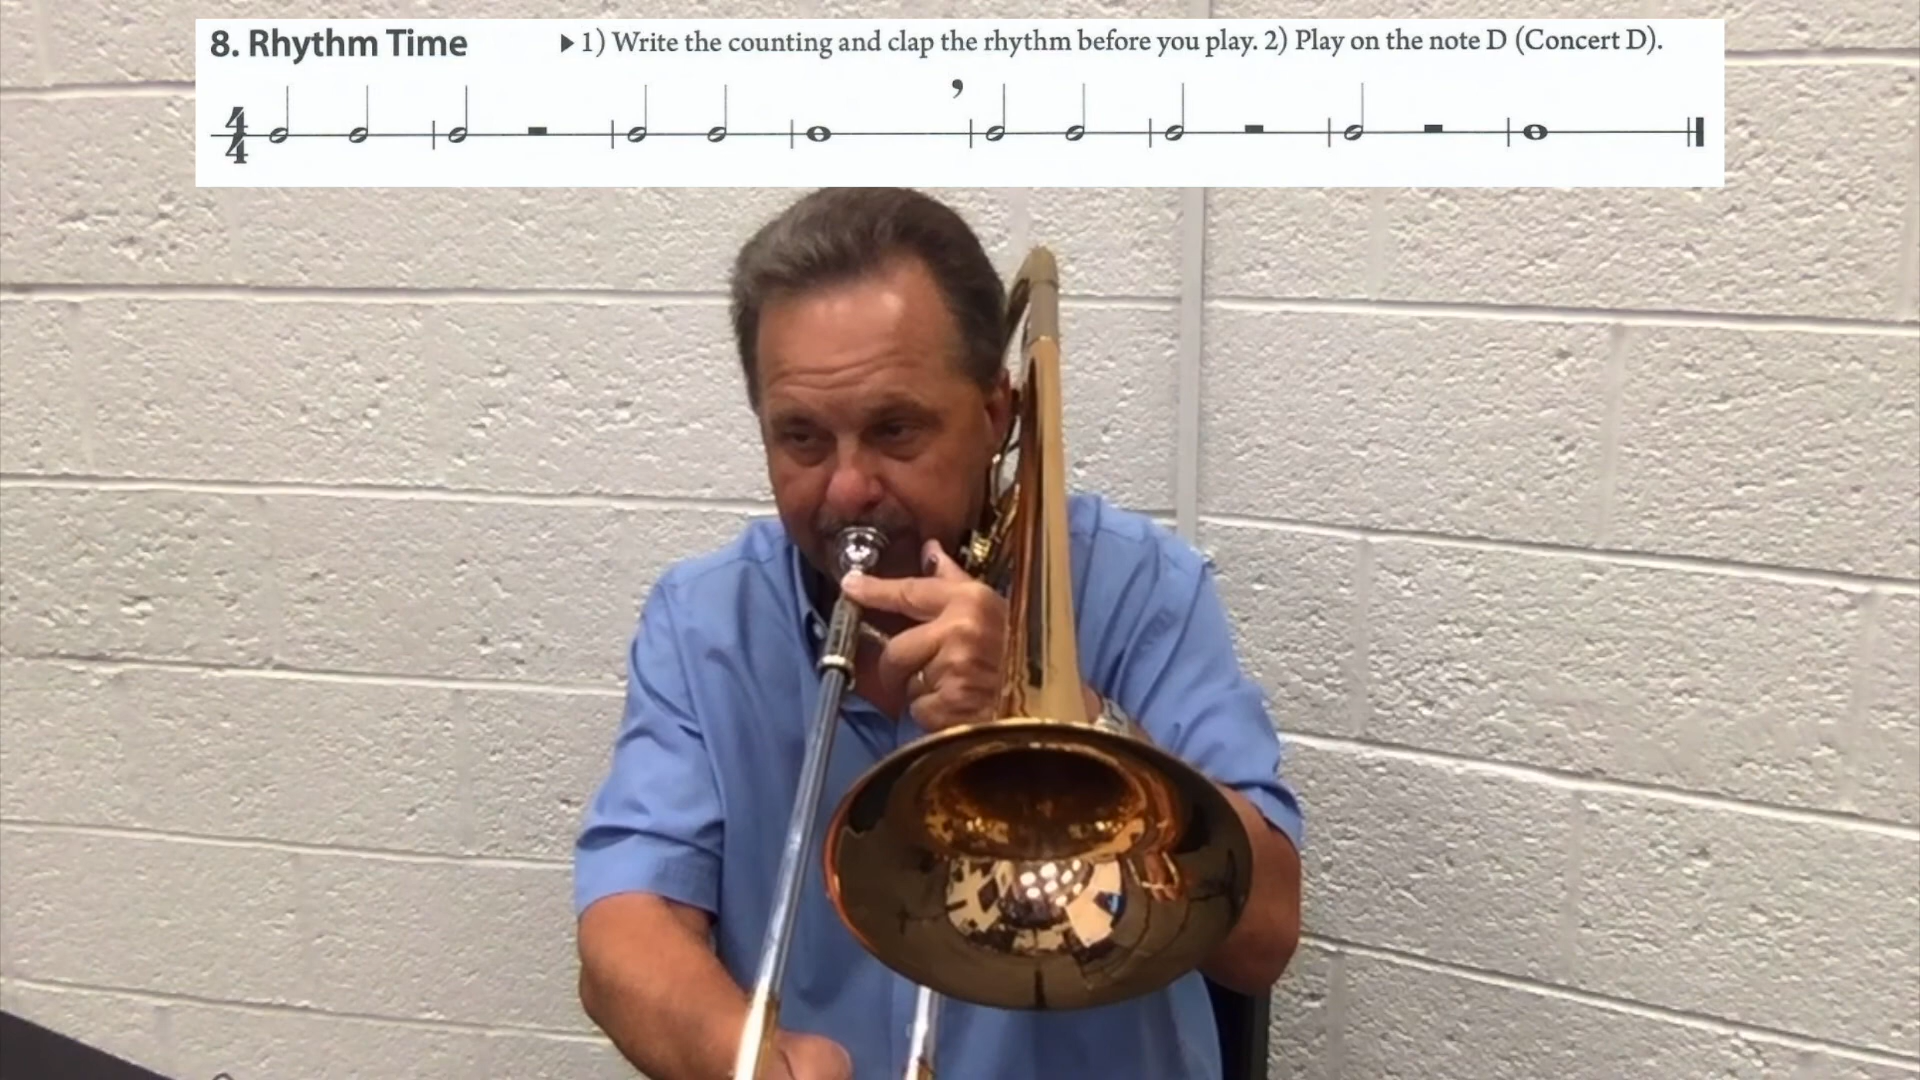 8. Rhythm Time ▶ 1) Write the counting and clap the rhythm before you play. 2) Play on the note D (Concert D).
4
4